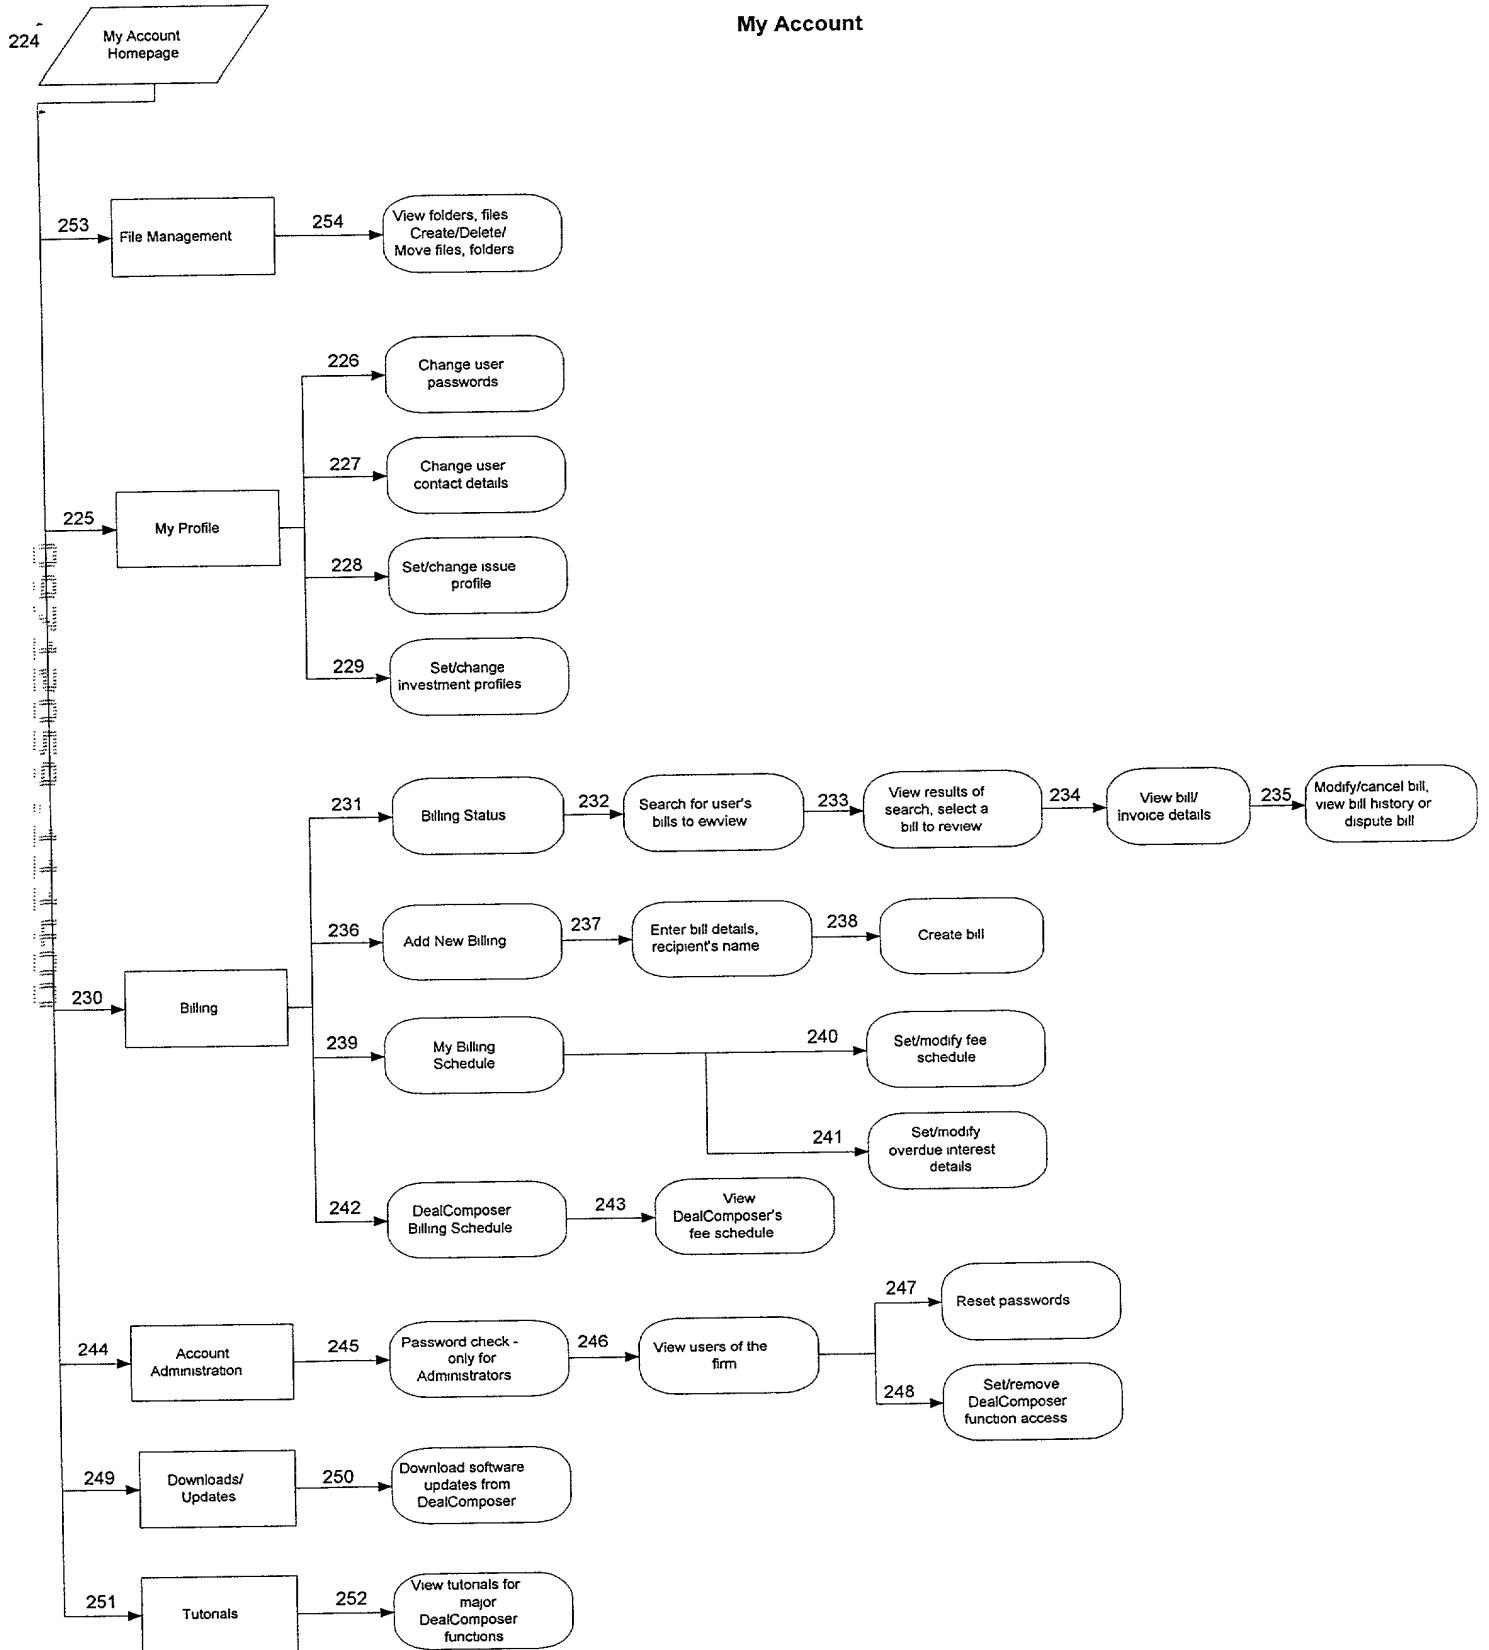 My Account
224
My Account
Homepage
253
File Management
254
View folders, files
Create/Delete/
Move files, folders
225
My Profile
226
Change user
passwords
227
Change user
contact details
228
Set/change issue
profile
229
Set/change
investment profiles
230
Billing
231
Billing Status
232
Search for user's
bills to ewview
233
View results of
search, select a
bill to review
234
View bill/
invoice details
235
Modify/cancel bill,
view bill history or
dispute bill
236
Add New Billing
237
Enter bill details,
recipient's name
238
Create bill
239
My Billing
Schedule
240
Set/modify fee
schedule
241
Set/modify
overdue interest
details
242
DealComposer
Billing Schedule
243
View
DealComposer's
fee schedule
244
Account
Administration
245
Password check -
only for
Administrators
246
View users of the
firm
247
Reset passwords
248
Set/remove
DealComposer
function access
249
Downloads/
Updates
250
Download software
updates from
DealComposer
251
Tutorials
252
View tutorials for
major
DealComposer
functions